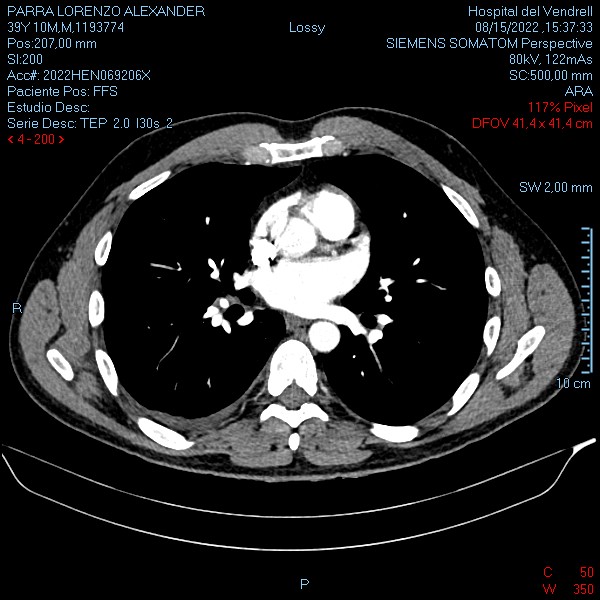 PARRA LORENZO ALEXANDER
39Y 10M,M,1193774
Pos:207,00 mm
SI:200
Acc#: 2022HEN069206X
Paciente Pos: FFS
Estudio Desc:
Serie Desc: TEP 2.0 I30s 2
< 4 - 200 >
Lossy
Hospital del Vendrell
08/15/2022 ,15:37:33
SIEMENS SOMATOM Perspective
80kV, 122mAs
SC:500,00 mm
ARA
117% Pixel
DFOV 41,4 x 41,4 cm
SW 2,00 mm
R
10 cm
P
C 50
W 350